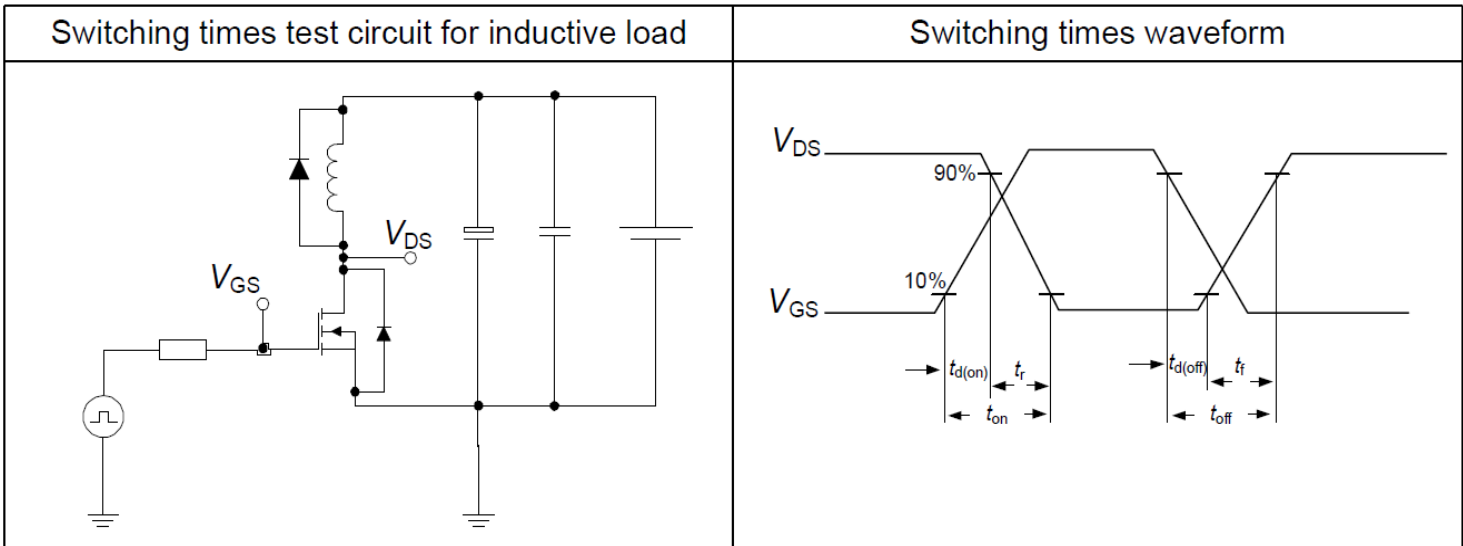 Switching times test circuit for inductive load
Switching times waveform
VDS
VGS
VDS
90%
10%
VGS
td(on)
tr
td(off)
tf
ton
toff